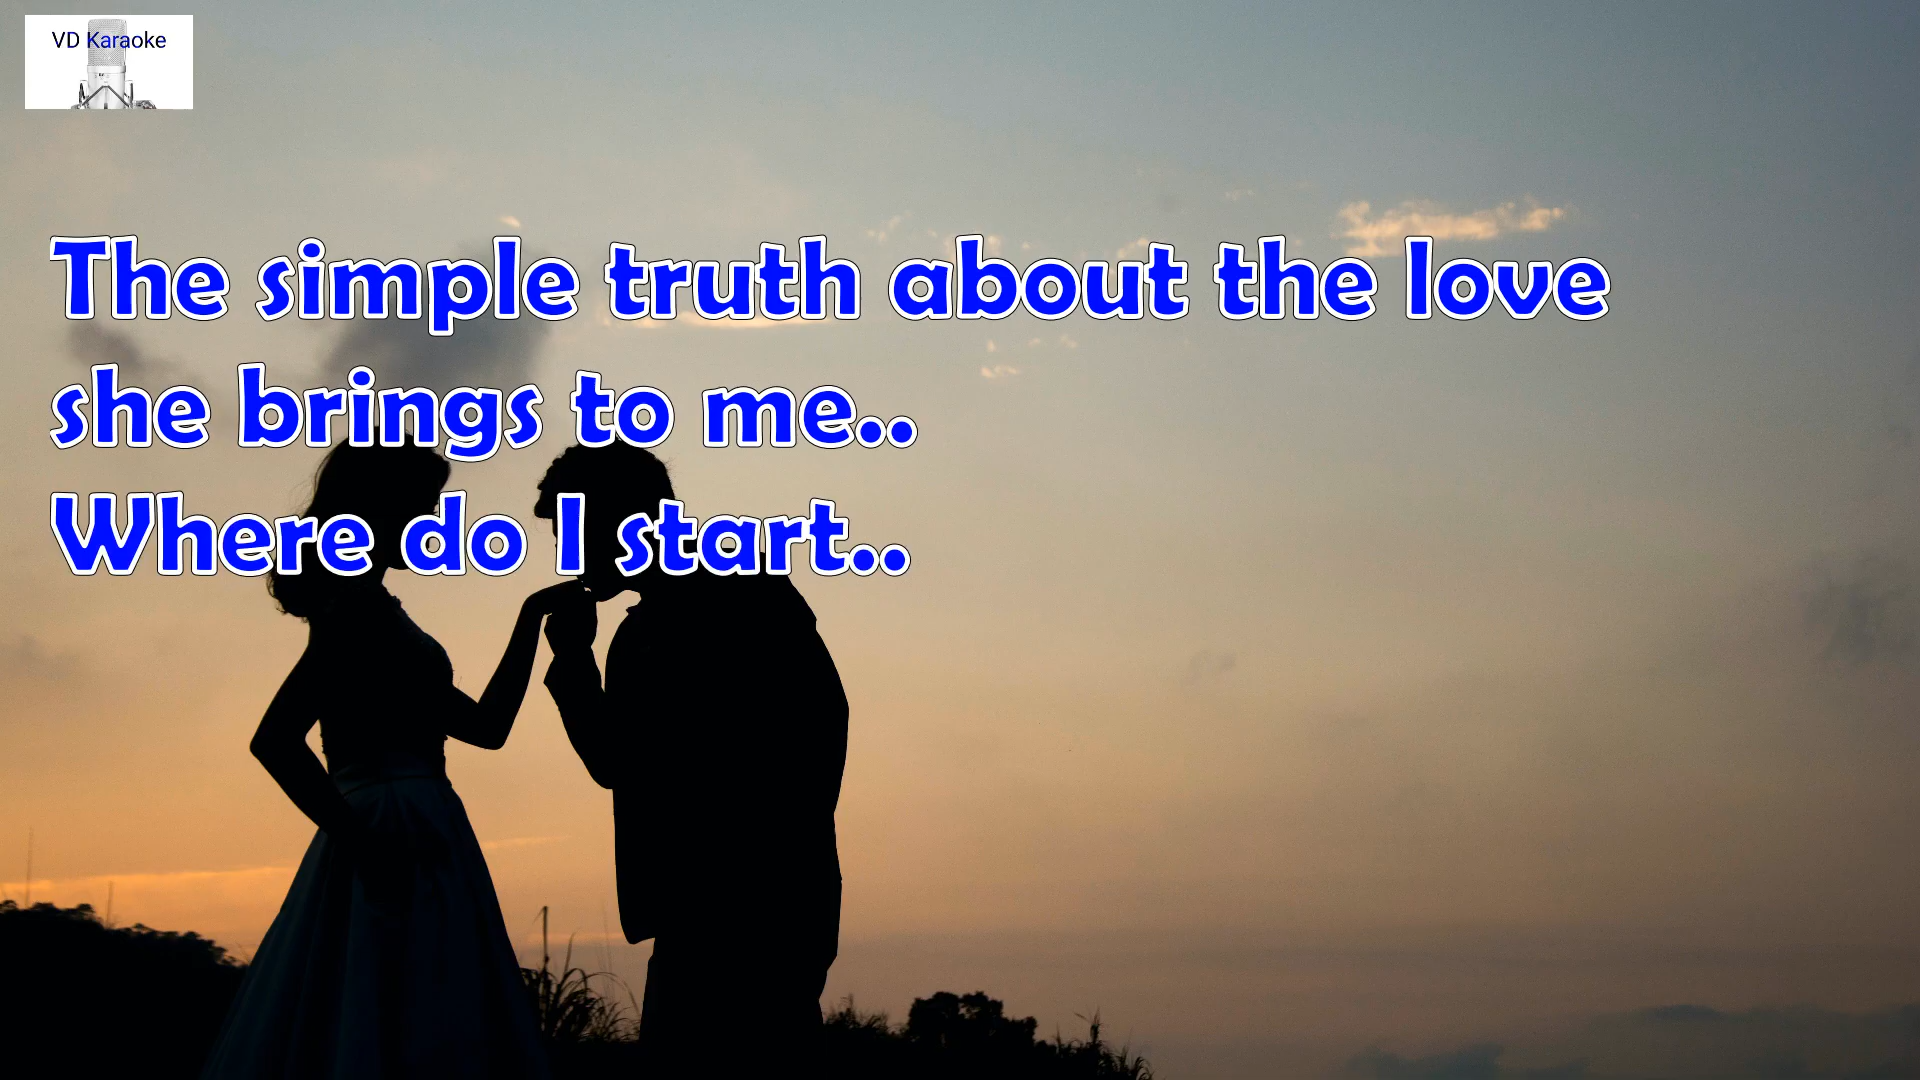 VD Karaoke
The simple truth about the love
she brings to me..
Where do I start..